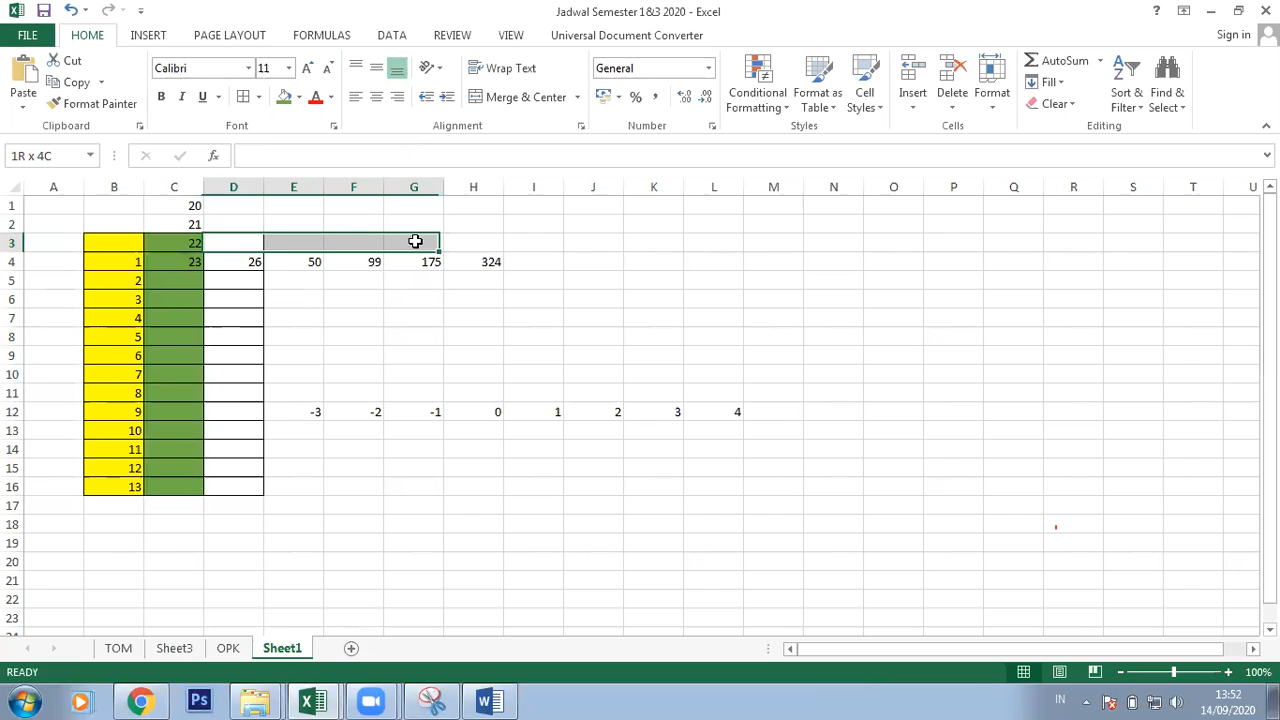 Jadwal Semester 1&3 2020 - Excel
FILE HOME INSERT PAGE LAYOUT FORMULAS DATA REVIEW VIEW Universal Document Converter Sign in
Paste Cut Copy Format Painter
Clipboard
Calibri 11
B I U A
Font
Wrap Text
Merge & Center
Alignment
General
%
Number
Conditional Formatting Format as Table Cell Styles
Styles
Insert Delete Format
Cells
AutoSum Fill Clear Sort & Filter Find & Select
Editing
1R x 4C fx
A B C D E F G H I J K L M N O P Q R S T U
1 20
2 21
3 22
4 1 23 26 50 99 175 324
5 2
6 3
7 4
8 5
9 6
10 7
11 8
12 9 -3 -2 -1 0 1 2 3 4
13 10
14 11
15 12
16 13
17
18
19
20
21
22
23
TOM Sheet3 OPK Sheet1
READY 100%
Ps IN 13:52
14/09/2020